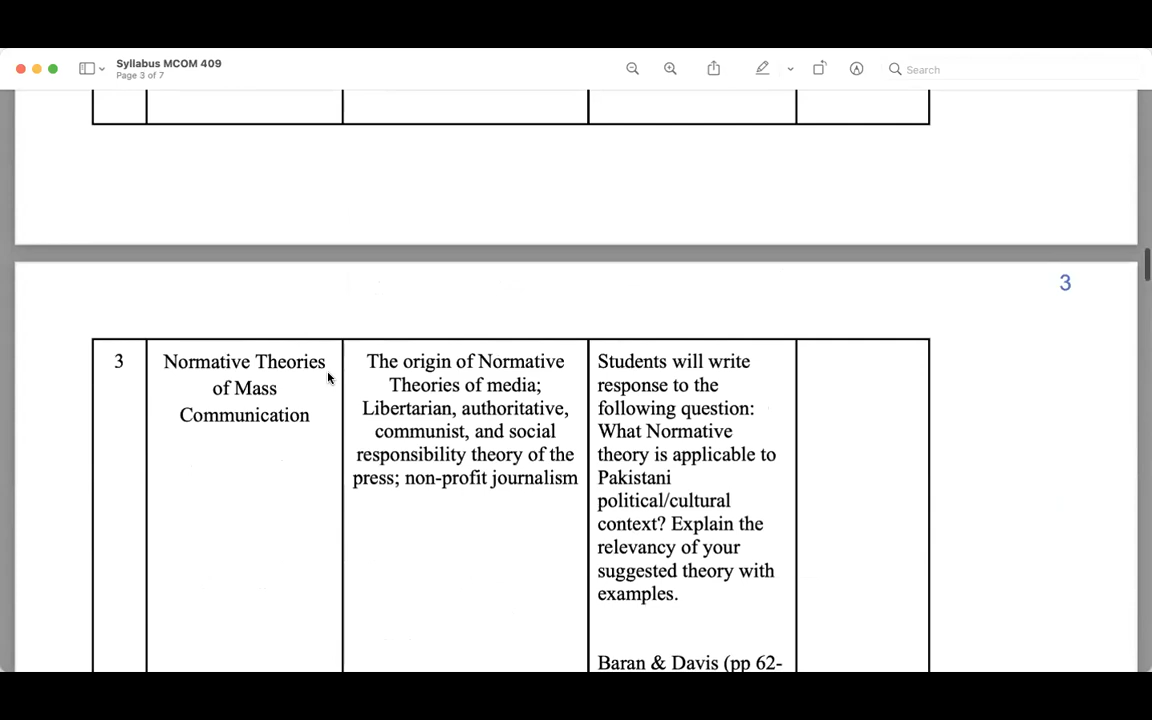 Syllabus MCOM 409
Page 3 of 7
Search
3
3
Normative Theories
of Mass
Communication
The origin of Normative
Theories of media;
Libertarian, authoritative,
communist, and social
responsibility theory of the
press; non-profit journalism
Students will write
response to the
following question:
What Normative
theory is applicable to
Pakistani
political/cultural
context? Explain the
relevancy of your
suggested theory with
examples.
Baran & Davis (pp 62-